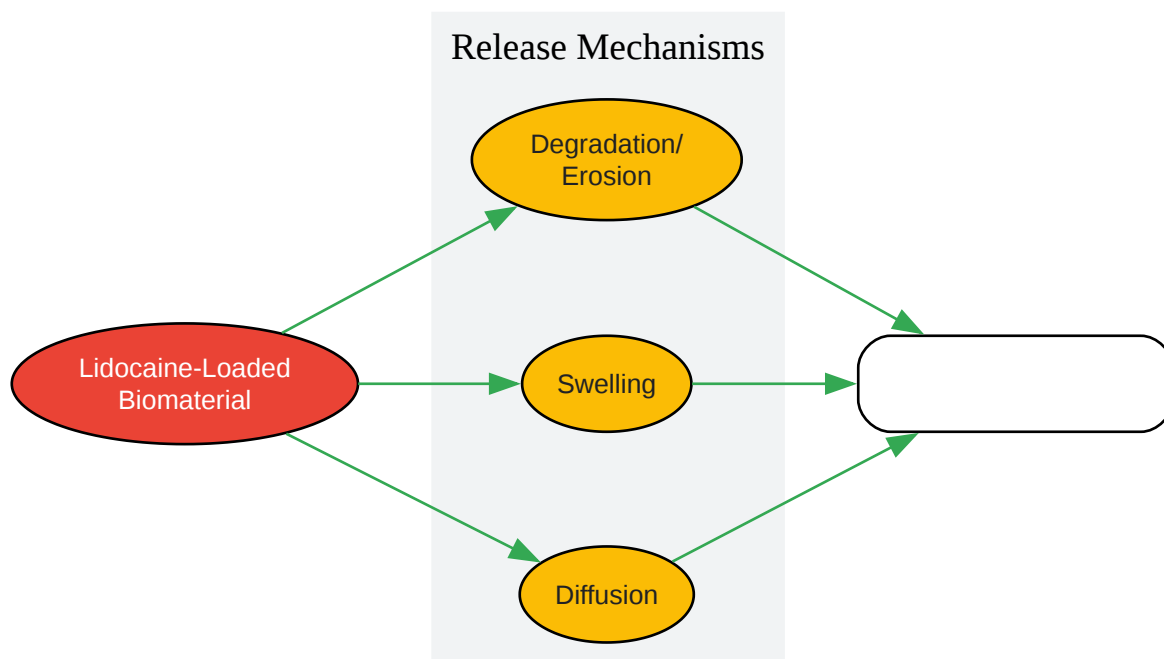 Release Mechanisms
Degradation/
Erosion
Lidocaine-Loaded
Biomaterial
Swelling
Diffusion